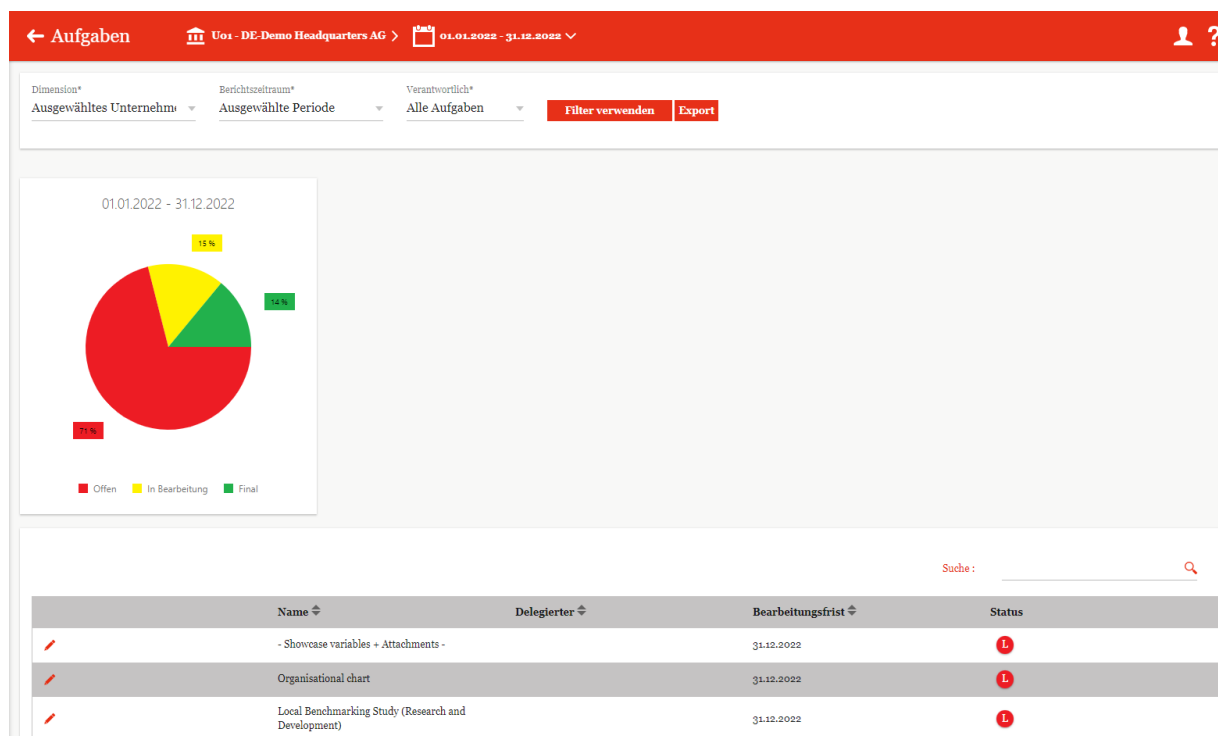 Aufgaben
U01 - DE-Demo Headquarters AG
01.01.2022 - 31.12.2022
?
Dimension*
Berichtszeitraum*
Verantwortlich*
Ausgewähltes Unternehm
Ausgewählte Periode
Alle Aufgaben
Filter verwenden
Export
01.01.2022 - 31.12.2022
15 %
14 %
71 %
Offen
In Bearbeitung
Final
Suche :
Name
Delegierter
Bearbeitungsfrist
Status
- Showcase variables + Attachments -
31.12.2022
L
Organisational chart
31.12.2022
L
Local Benchmarking Study (Research and
Development)
31.12.2022
L